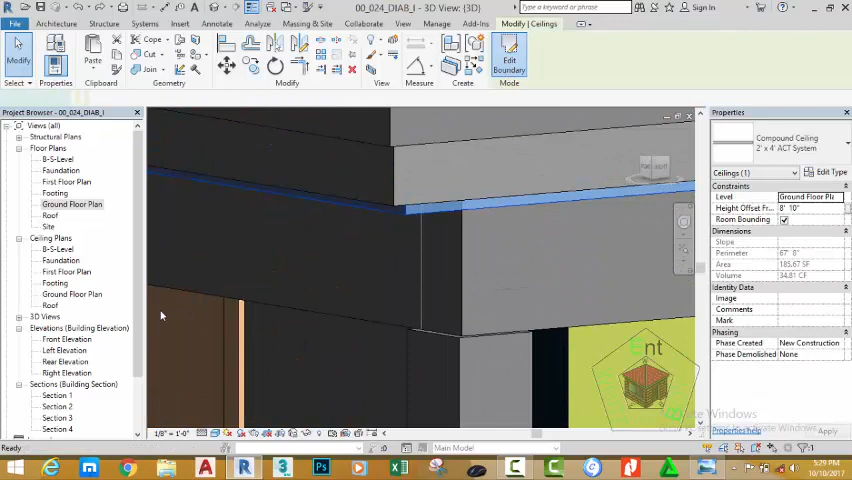 00_024_DIAB_I - 3D View: {3D}
Type a keyword or phrase
Sign In
File
Architecture
Structure
Systems
Insert
Annotate
Analyze
Massing & Site
Collaborate
View
Manage
Add-Ins
Modify | Ceilings
Modify
Paste
Cope
Cut
Join
Edit
Boundary
Select
Properties
Clipboard
Geometry
Modify
View
Measure
Create
Mode
Project Browser - 00_024_DIAB_I
Views (all)
Structural Plans
Floor Plans
B-S-Level
Foundation
First Floor Plan
Footing
Ground Floor Plan
Roof
Site
Ceiling Plans
B-S-Level
Foundation
First Floor Plan
Footing
Ground Floor Plan
Roof
3D Views
Elevations (Building Elevation)
Front Elevation
Left Elevation
Rear Elevation
Right Elevation
Sections (Building Section)
Section 1
Section 2
Section 3
Section 4
Ent
Properties
Compound Ceiling
2' x 4' ACT System
Ceilings (1)
Edit Type
Constraints
Level
Ground Floor Pla
Height Offset Fr...
8' 10"
Room Bounding
Dimensions
Slope
Perimeter
67' 8"
Area
185.67 SF
Volume
34.81 CF
Identity Data
Image
Comments
Mark
Phasing
Phase Created
New Construction
Phase Demolished
None
Properties help
Apply
1/8" = 1'-0"
Ready
:0
Main Model
:1
5:29 PM
10/10/2017